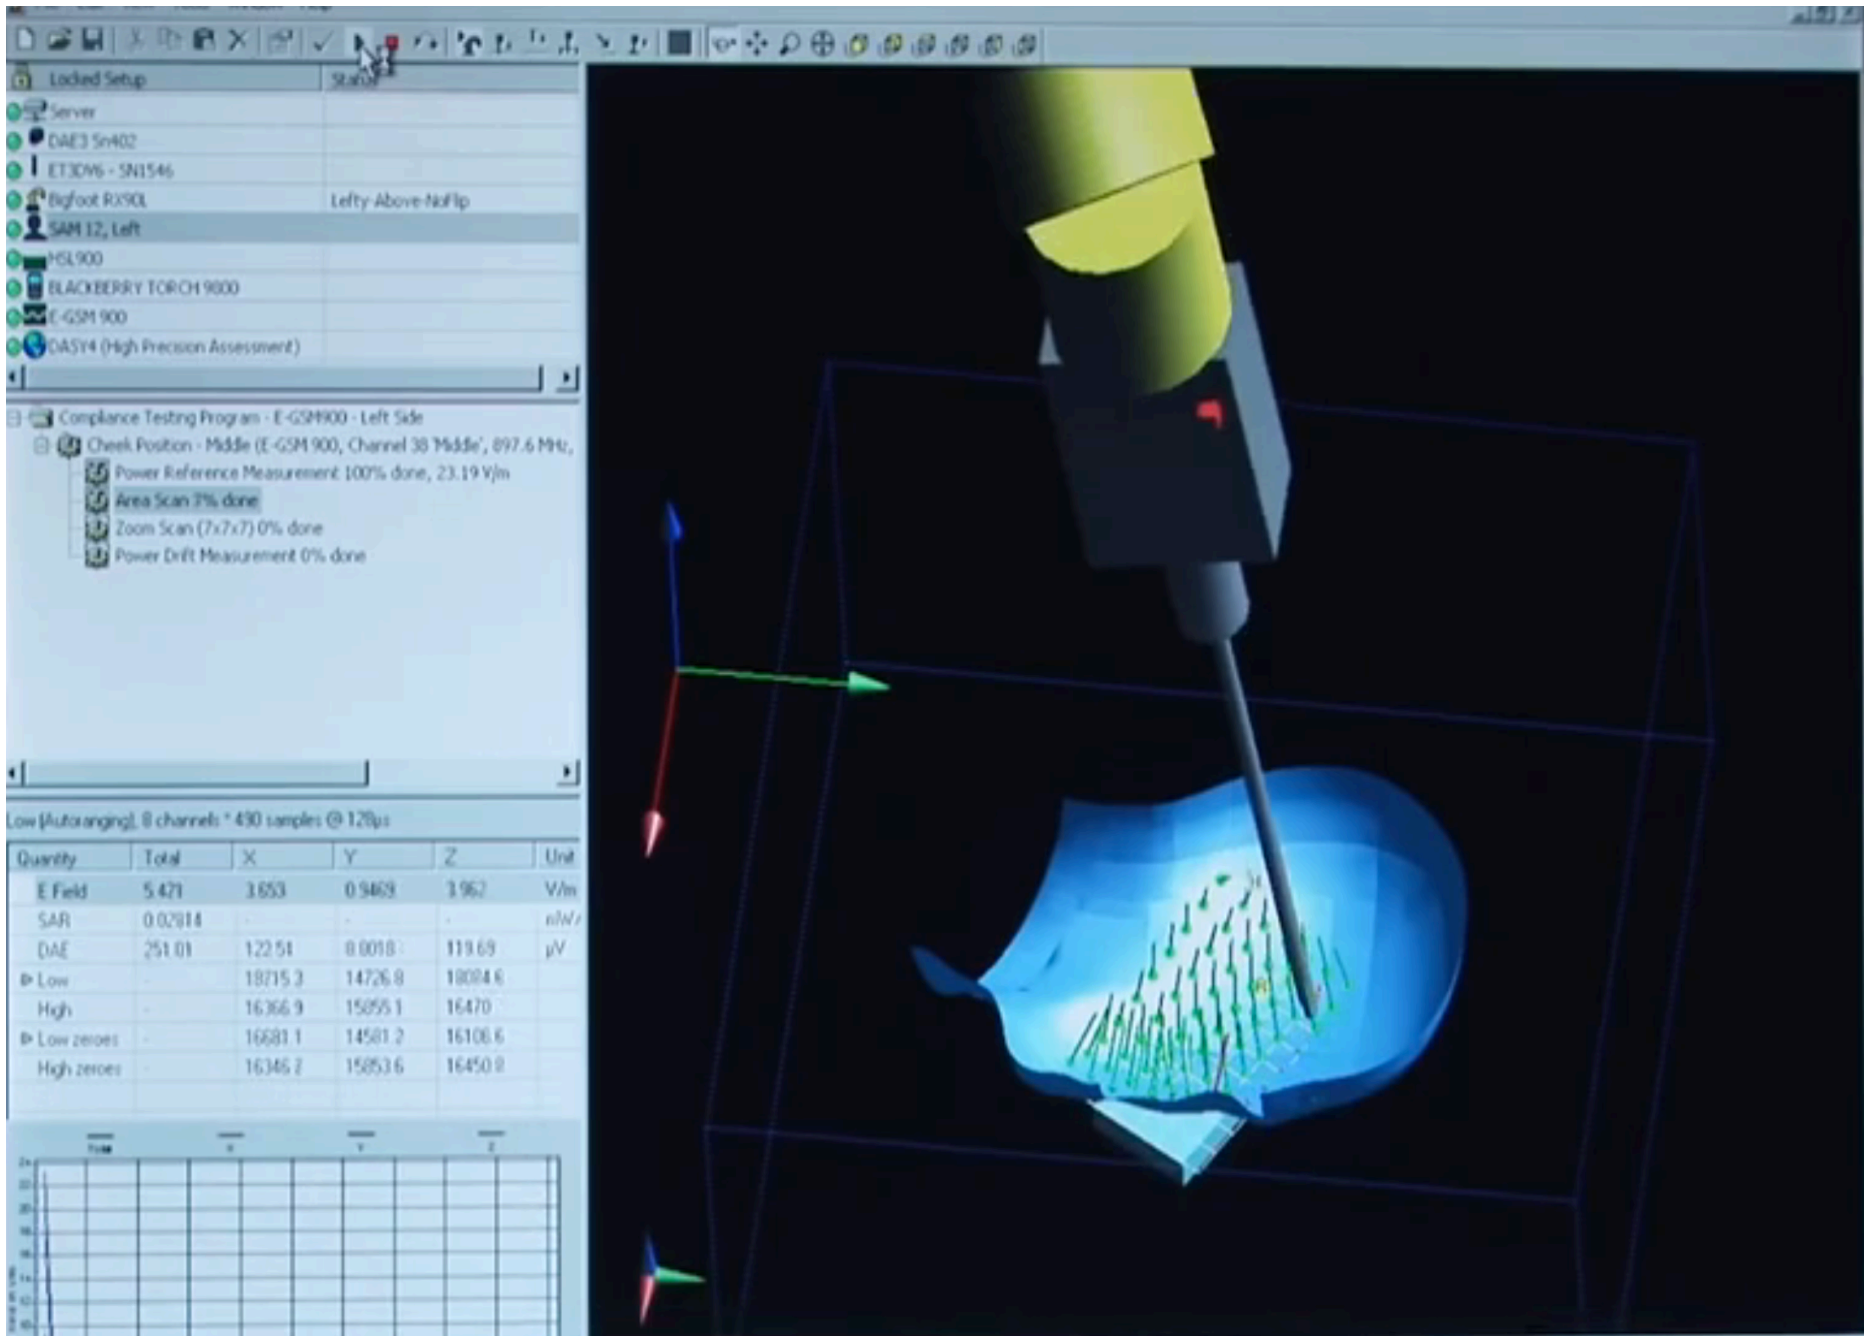 Locked Setup Status
Server
DAE3 Sn402
ET3DV6 - SN1546
Bigfoot RX90L Lefty-Above-NoFlip
SAM 12, Left
HSL900
BLACKBERRY TORCH 9800
E-GSM 900
DASY4 (High Precision Assessment)
Compliance Testing Program - E-GSM900 - Left Side
Cheek Position - Middle (E-GSM 900, Channel 38 'Middle', 897.6 MHz,
Power Reference Measurement 100% done, 23.19 V/m
Area Scan 3% done
Zoom Scan (7x7x7) 0% done
Power Drift Measurement 0% done
Low [Autoranging], 8 channels * 490 samples @ 128µs
Quantity Total X Y Z Unit
E Field 5.421 3.653 0.9469 3.962 V/m
SAR 0.02814 - - -
DAE 251.01 122.51 8.8018 119.69 µV
Low - 18715.3 14726.8 18084.6
High - 16366.9 15855.1 16470
Low zeroes - 16681.1 14581.2 16106.6
High zeroes - 16346.2 15853.6 16450.8
Total X Y Z